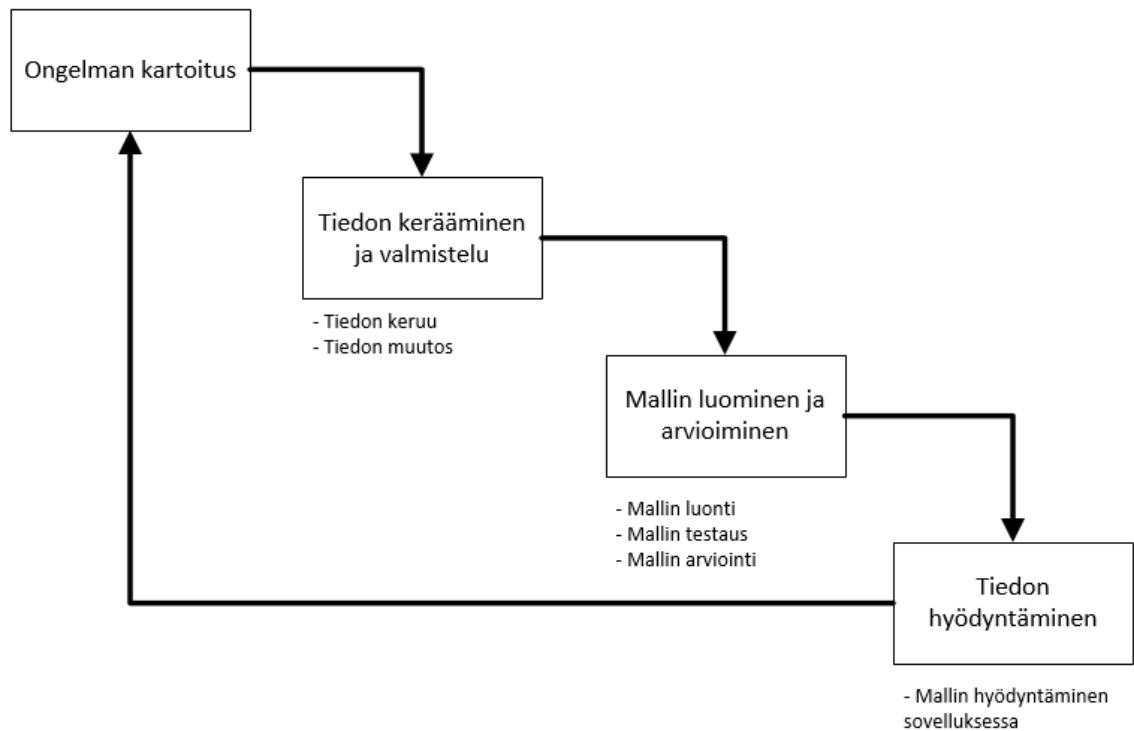 Ongelman kartoitus
Tiedon kerääminen
ja valmistelu
- Tiedon keruu
- Tiedon muutos
Mallin luominen ja
arvioiminen
- Mallin luonti
- Mallin testaus
- Mallin arviointi
Tiedon
hyödyntäminen
- Mallin hyödyntäminen
sovelluksessa